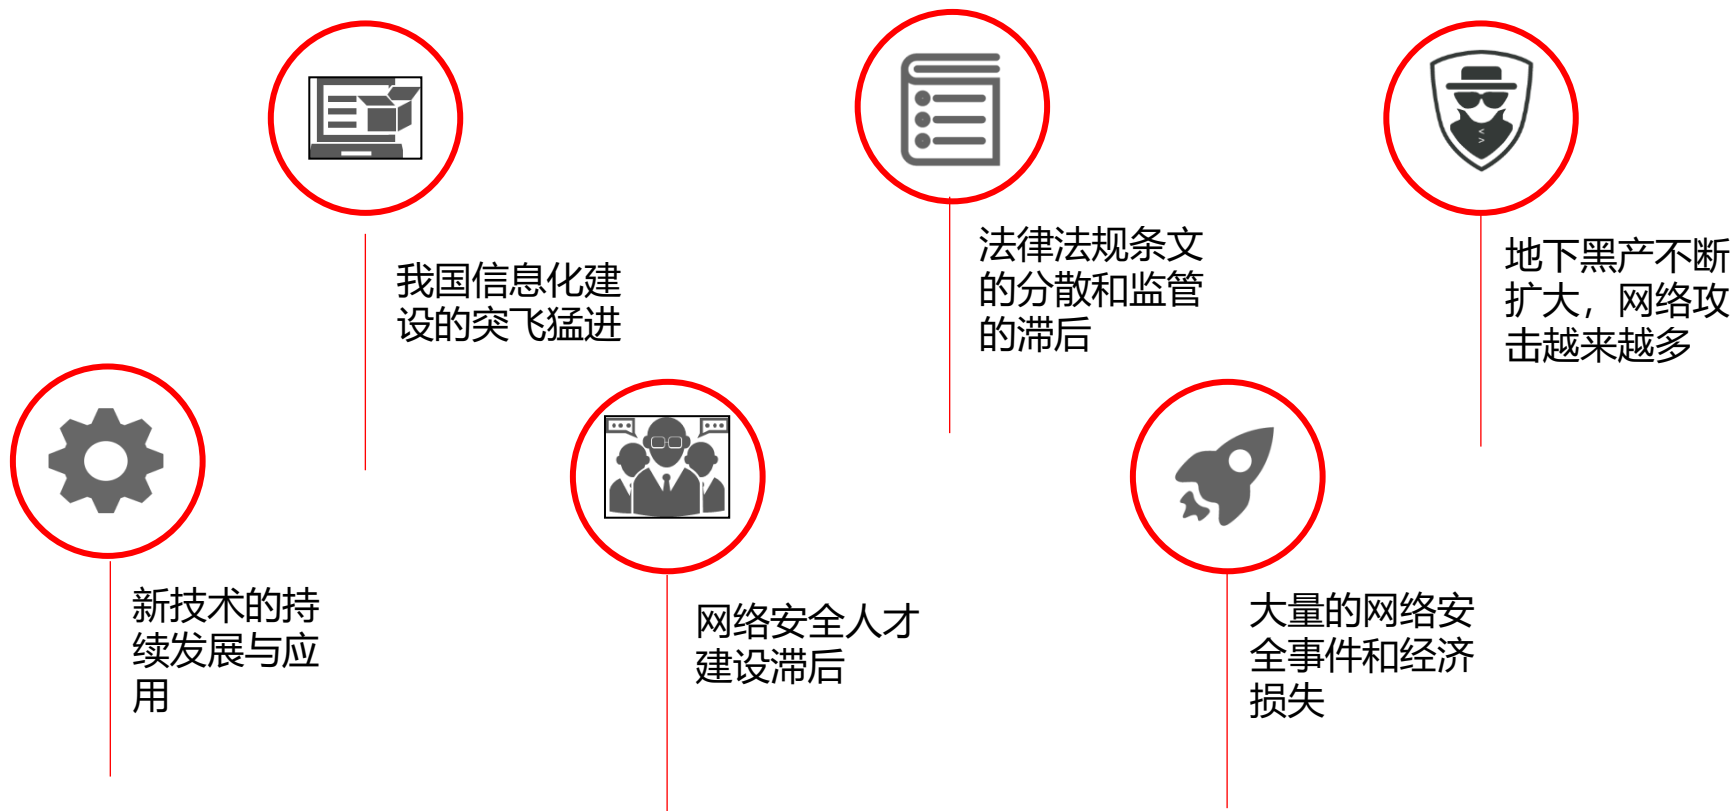 新技术的持
续发展与应
用
我国信息化建
设的突飞猛进
网络安全人才
建设滞后
法律法规条文
的分散和监管
的滞后
大量的网络安
全事件和经济
损失
地下黑产不断
扩大，网络攻
击越来越多